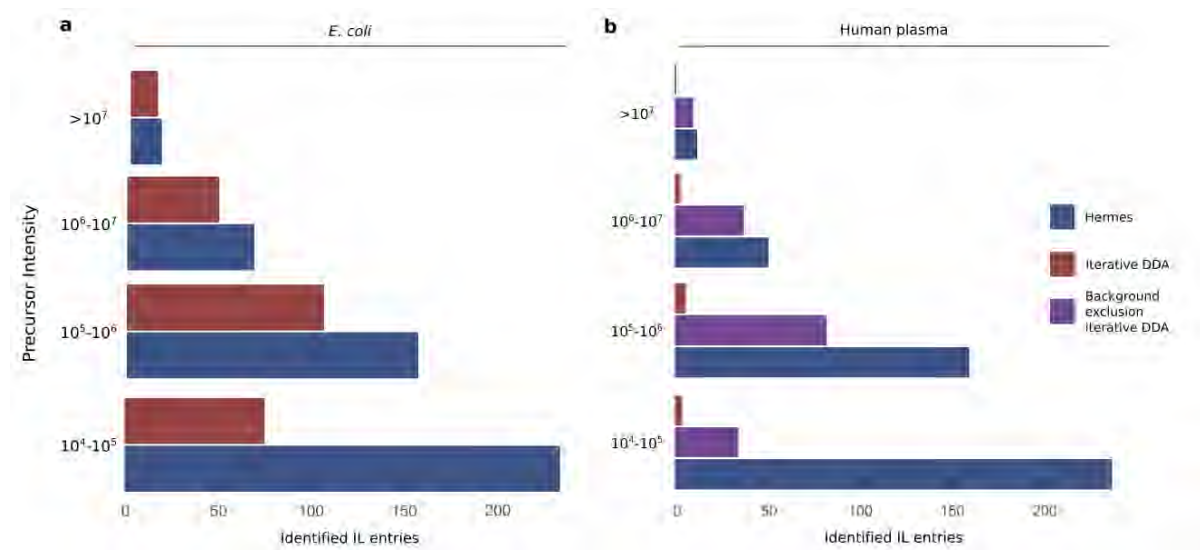 a
E. coli
b
Human plasma
Precursor Intensity
>10⁷
10⁶-10⁷
10⁵-10⁶
10⁴-10⁵
0 50 100 150 200
Identified IL entries
>10⁷
10⁶-10⁷
10⁵-10⁶
10⁴-10⁵
0 50 100 150 200
Identified IL entries
Hermes
Iterative DDA
Background
exclusion
Iterative DDA